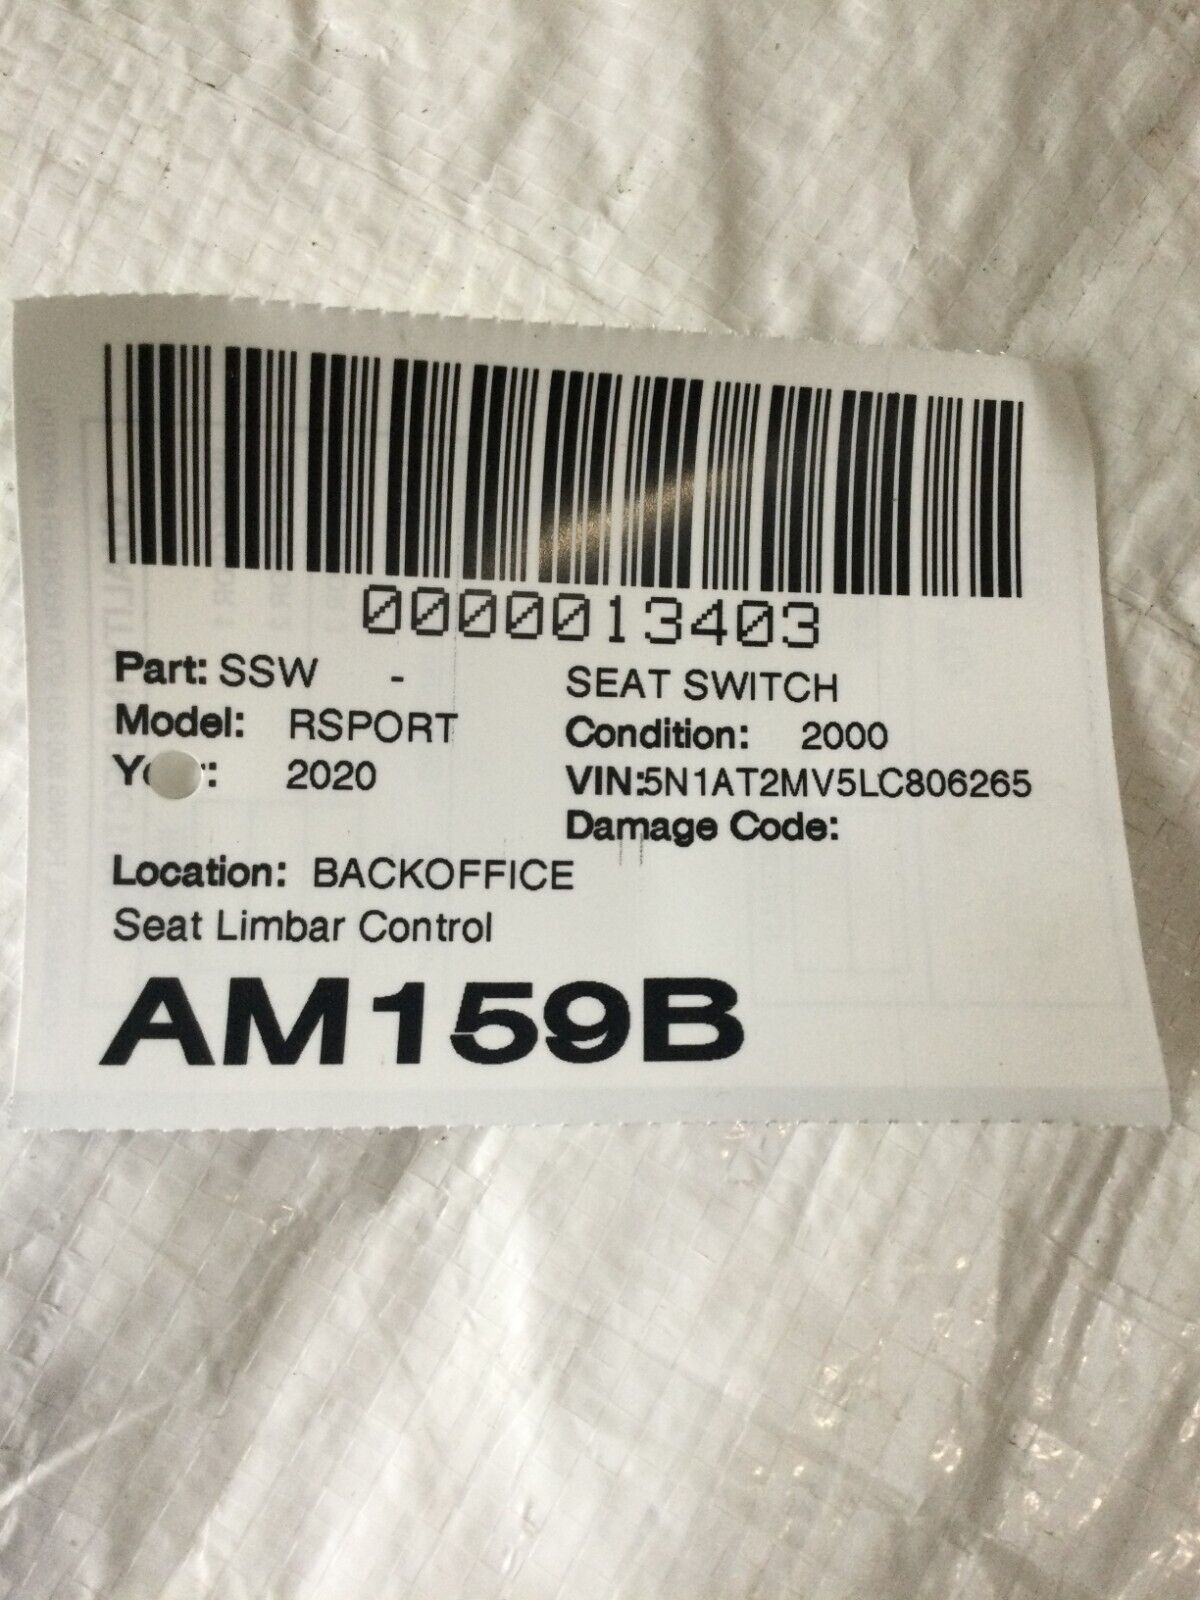 0000013403
Part: SSW - SEAT SWITCH
Model: RSPORT Condition: 2000
Year: 2020 VIN:5N1AT2MV5LC806265
Damage Code:
Location: BACKOFFICE
Seat Limbar Control
AM159B